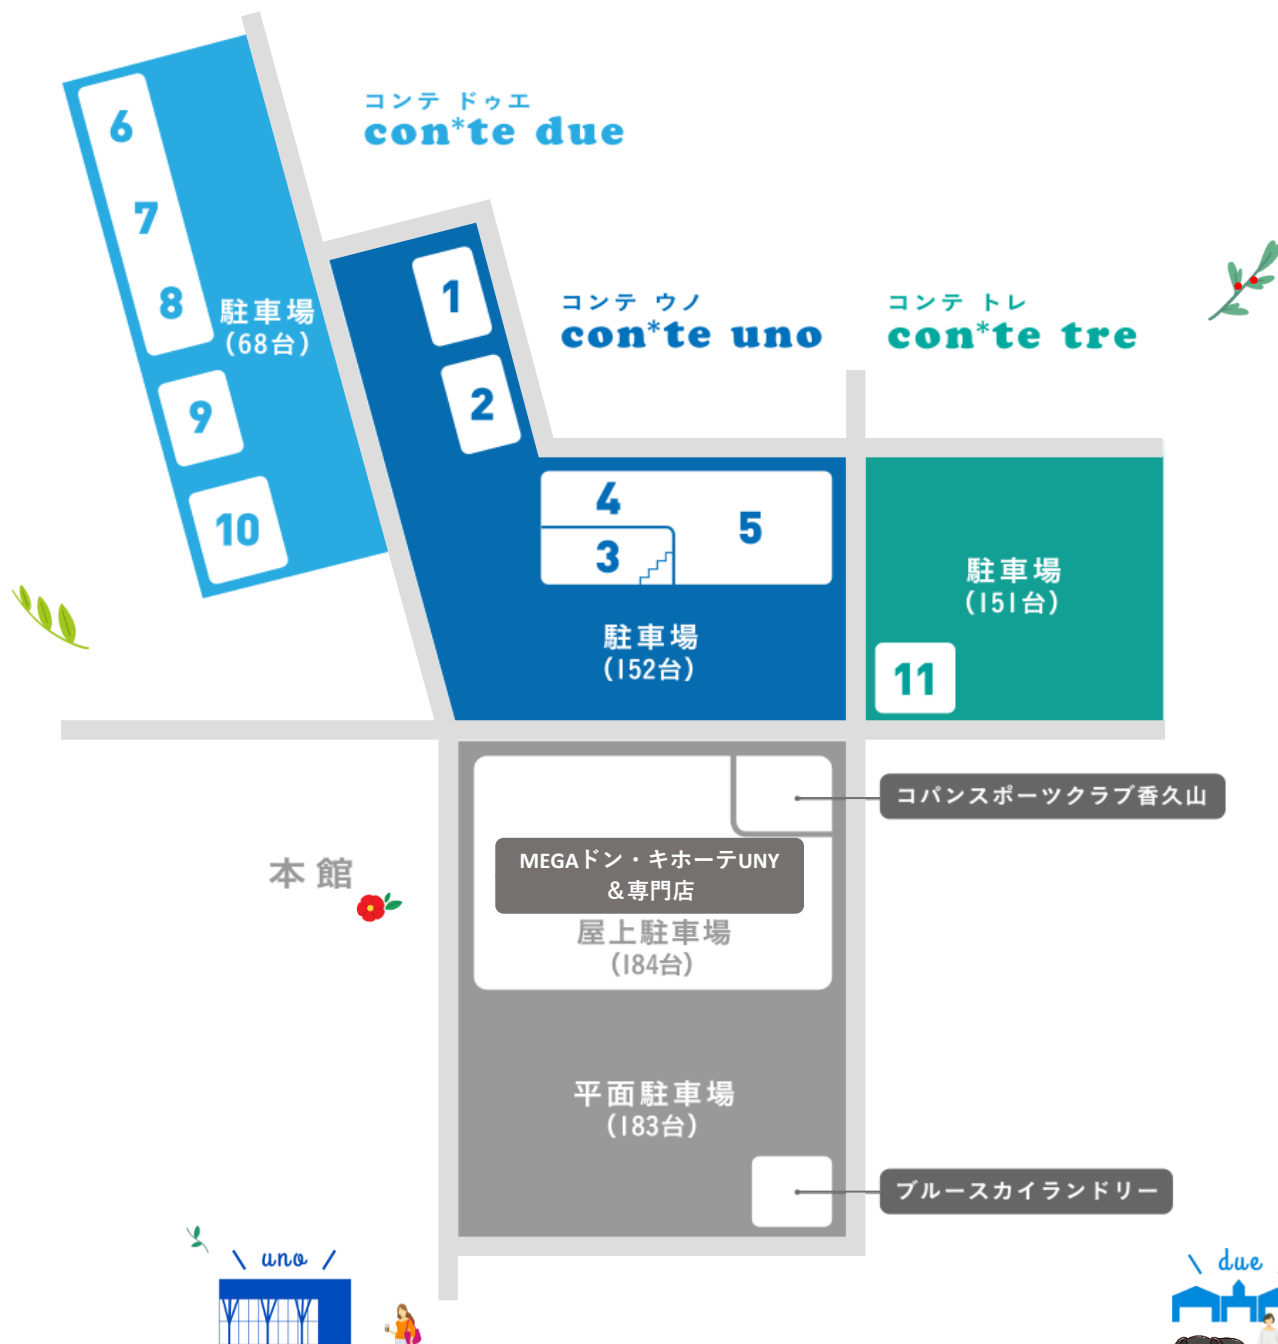 コンテ ドゥエ
con*te due
6
7
8
駐車場
(68台)
9
10
1
2
コンテ ウノ
con*te uno
コンテ トレ
con*te tre
4
5
3
駐車場
(152台)
駐車場
(151台)
11
コパンスポーツクラブ香久山
本館
MEGAドン・キホーテUNY
&専門店
屋上駐車場
(184台)
平面駐車場
(183台)
ブルースカイランドリー
\ uno /
\ due